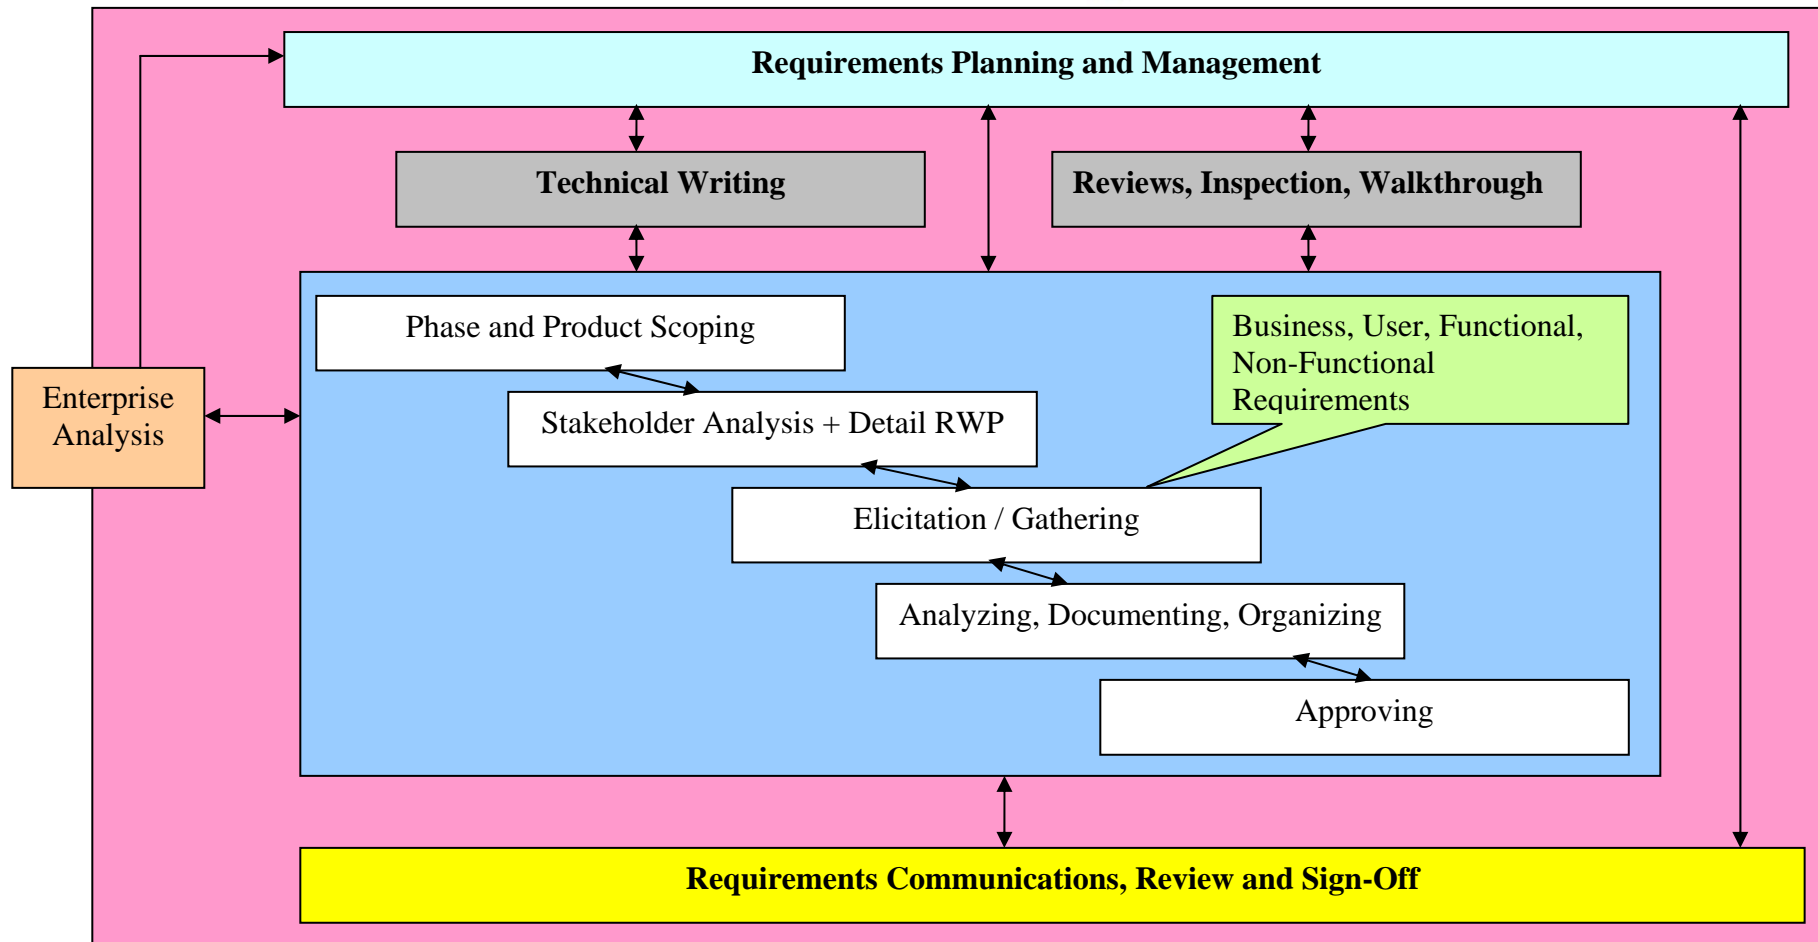 Requirements Planning and Management
Technical Writing
Reviews, Inspection, Walkthrough
Phase and Product Scoping
Business, User, Functional,
Non-Functional
Requirements
Enterprise
Analysis
Stakeholder Analysis + Detail RWP
Elicitation / Gathering
Analyzing, Documenting, Organizing
Approving
Requirements Communications, Review and Sign-Off